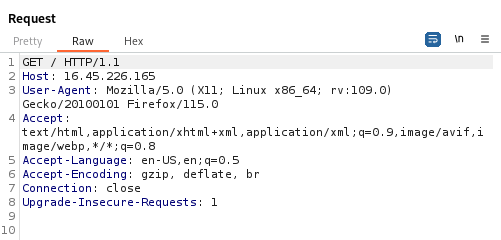 Request
Pretty Raw Hex \n
1 GET / HTTP/1.1
2 Host: 16.45.226.165
3 User-Agent: Mozilla/5.0 (X11; Linux x86_64; rv:109.0)
Gecko/20100101 Firefox/115.0
4 Accept:
text/html,application/xhtml+xml,application/xml;q=0.9,image/avif,i
mage/webp,*/*;q=0.8
5 Accept-Language: en-US,en;q=0.5
6 Accept-Encoding: gzip, deflate, br
7 Connection: close
8 Upgrade-Insecure-Requests: 1
9
10